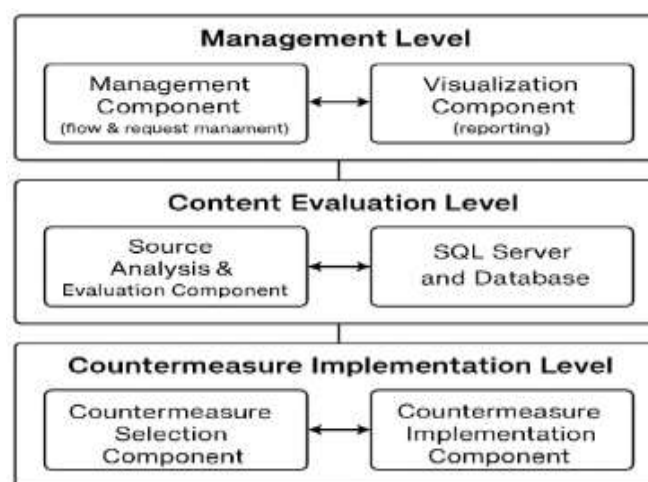 Management Level
Management
Component
(flow & request manament)
Visualization
Component
(reporting)
Content Evaluation Level
Source
Analysis &
Evaluation Component
SQL Server
and Database
Countermeasure Implementation Level
Countermeasure
Selection
Component
Countermeasure
Implementation
Component